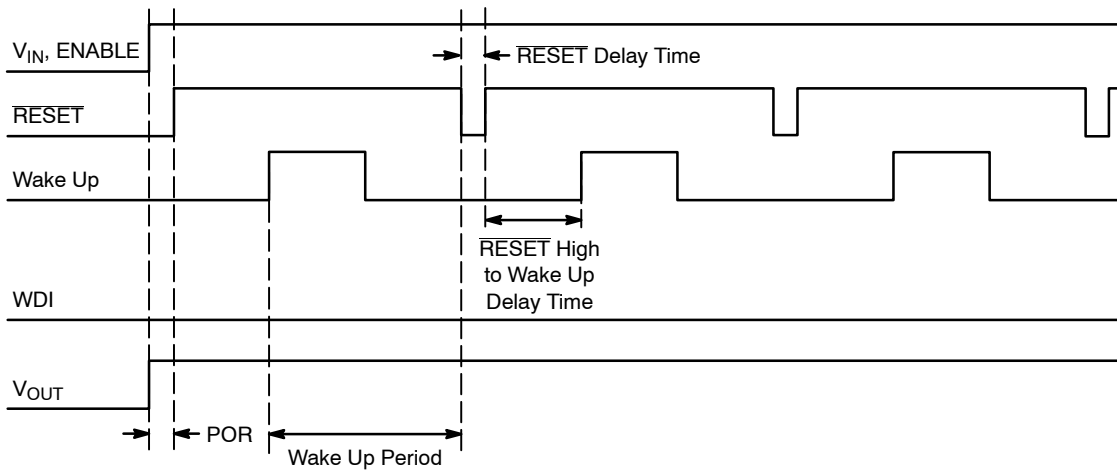 V_IN, ENABLE
RESET Delay Time
RESET
Wake Up
RESET High
to Wake Up
Delay Time
WDI
V_OUT
POR
Wake Up Period